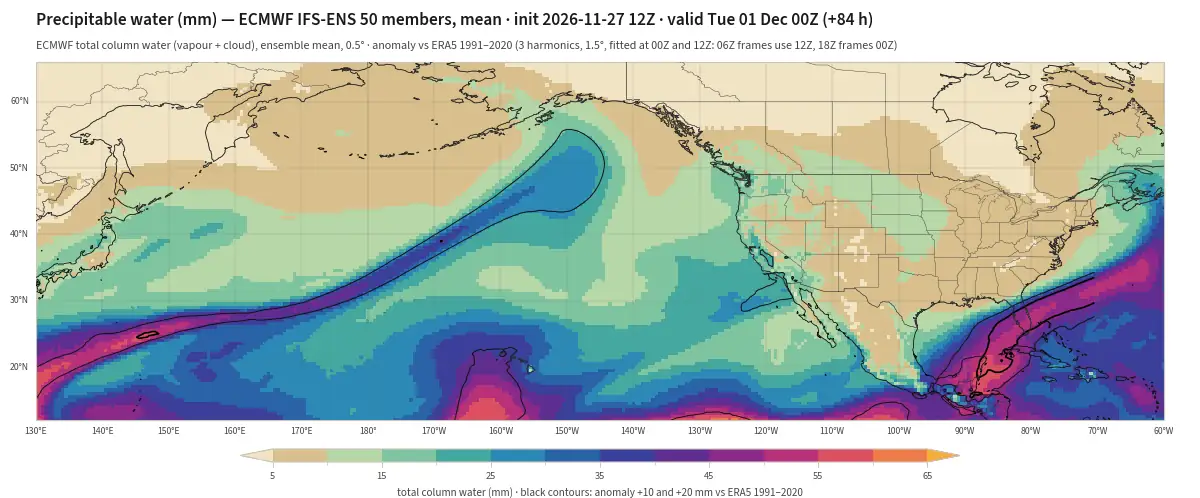 Precipitable water (mm) — ECMWF IFS-ENS 50 members, mean · init 2026-11-27 12Z · valid Tue 01 Dec 00Z (+84 h)
ECMWF total column water (vapour + cloud), ensemble mean, 0.5° · anomaly vs ERA5 1991–2020 (3 harmonics, 1.5°, fitted at 00Z and 12Z: 06Z frames use 12Z, 18Z frames 00Z)
60°N
50°N
40°N
30°N
20°N
130°E 140°E 150°E 160°E 170°E 180° 170°W 160°W 150°W 140°W 130°W 120°W 110°W 100°W 90°W 80°W 70°W 60°W
5 15 25 35 45 55 65
total column water (mm) · black contours: anomaly +10 and +20 mm vs ERA5 1991–2020